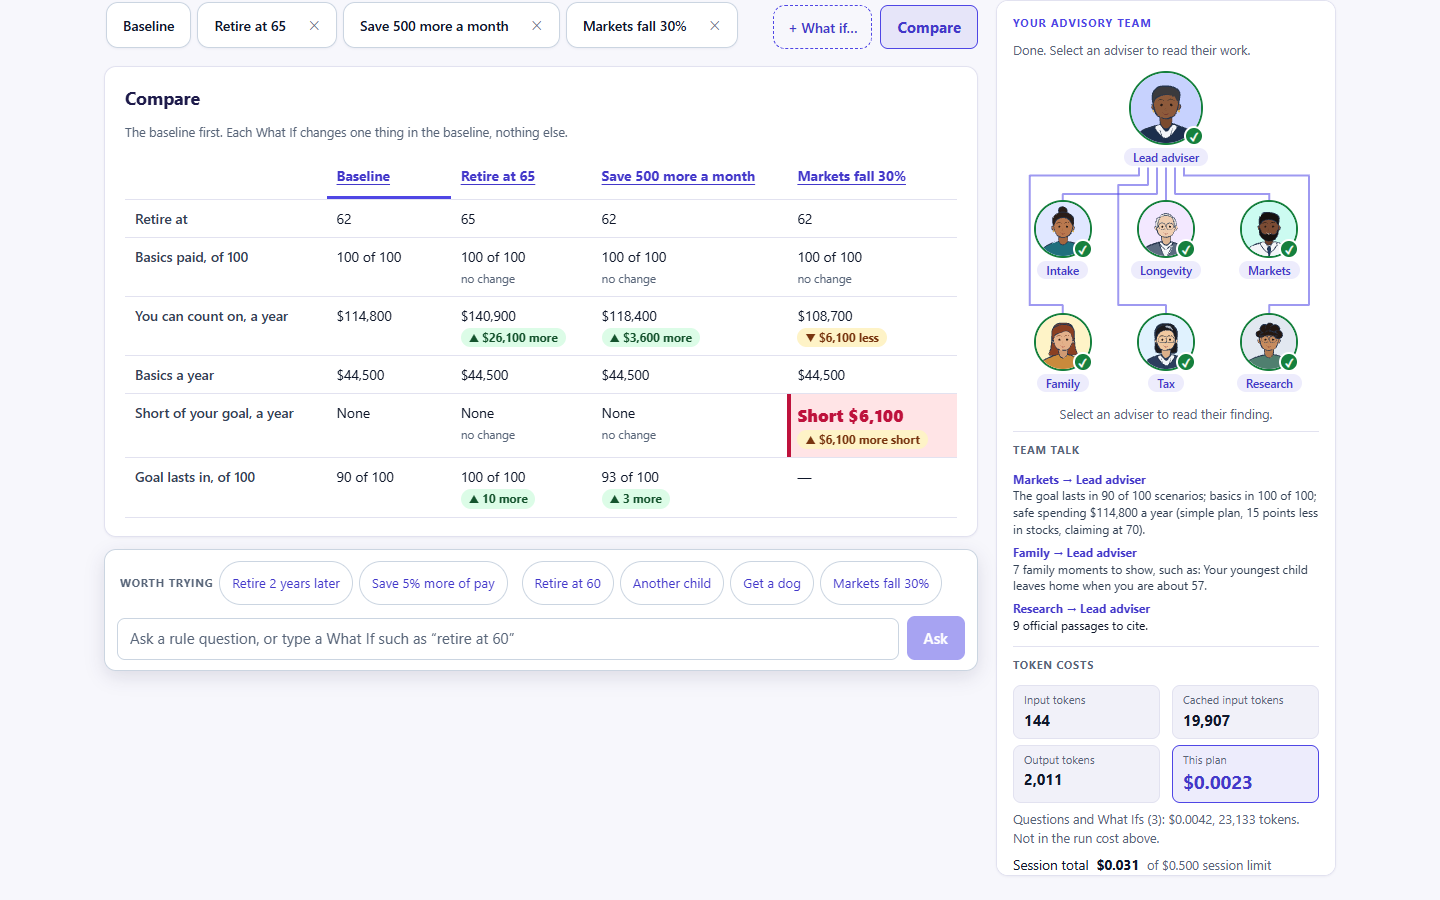 Baseline
Retire at 65 ×
Save 500 more a month ×
Markets fall 30% ×
+ What if...
Compare
Compare
The baseline first. Each What If changes one thing in the baseline, nothing else.
Baseline Retire at 65 Save 500 more a month Markets fall 30%
Retire at 62 65 62 62
Basics paid, of 100 100 of 100 100 of 100 100 of 100 100 of 100
no change no change no change
You can count on, a year $114,800 $140,900 $118,400 $108,700
▲ $26,100 more ▲ $3,600 more ▼ $6,100 less
Basics a year $44,500 $44,500 $44,500 $44,500
Short of your goal, a year None None None Short $6,100
no change no change ▲ $6,100 more short
Goal lasts in, of 100 90 of 100 100 of 100 93 of 100 —
▲ 10 more ▲ 3 more
WORTH TRYING Retire 2 years later Save 5% more of pay Retire at 60 Another child Get a dog Markets fall 30%
Ask a rule question, or type a What If such as “retire at 60”
Ask
YOUR ADVISORY TEAM
Done. Select an adviser to read their work.
Lead adviser
Intake Longevity Markets
Family Tax Research
Select an adviser to read their finding.
TEAM TALK
Markets → Lead adviser
The goal lasts in 90 of 100 scenarios; basics in 100 of 100;
safe spending $114,800 a year (simple plan, 15 points less
in stocks, claiming at 70).
Family → Lead adviser
7 family moments to show, such as: Your youngest child
leaves home when you are about 57.
Research → Lead adviser
9 official passages to cite.
TOKEN COSTS
Input tokens Cached input tokens
144 19,907
Output tokens This plan
2,011 $0.0023
Questions and What Ifs (3): $0.0042, 23,133 tokens.
Not in the run cost above.
Session total $0.031 of $0.500 session limit